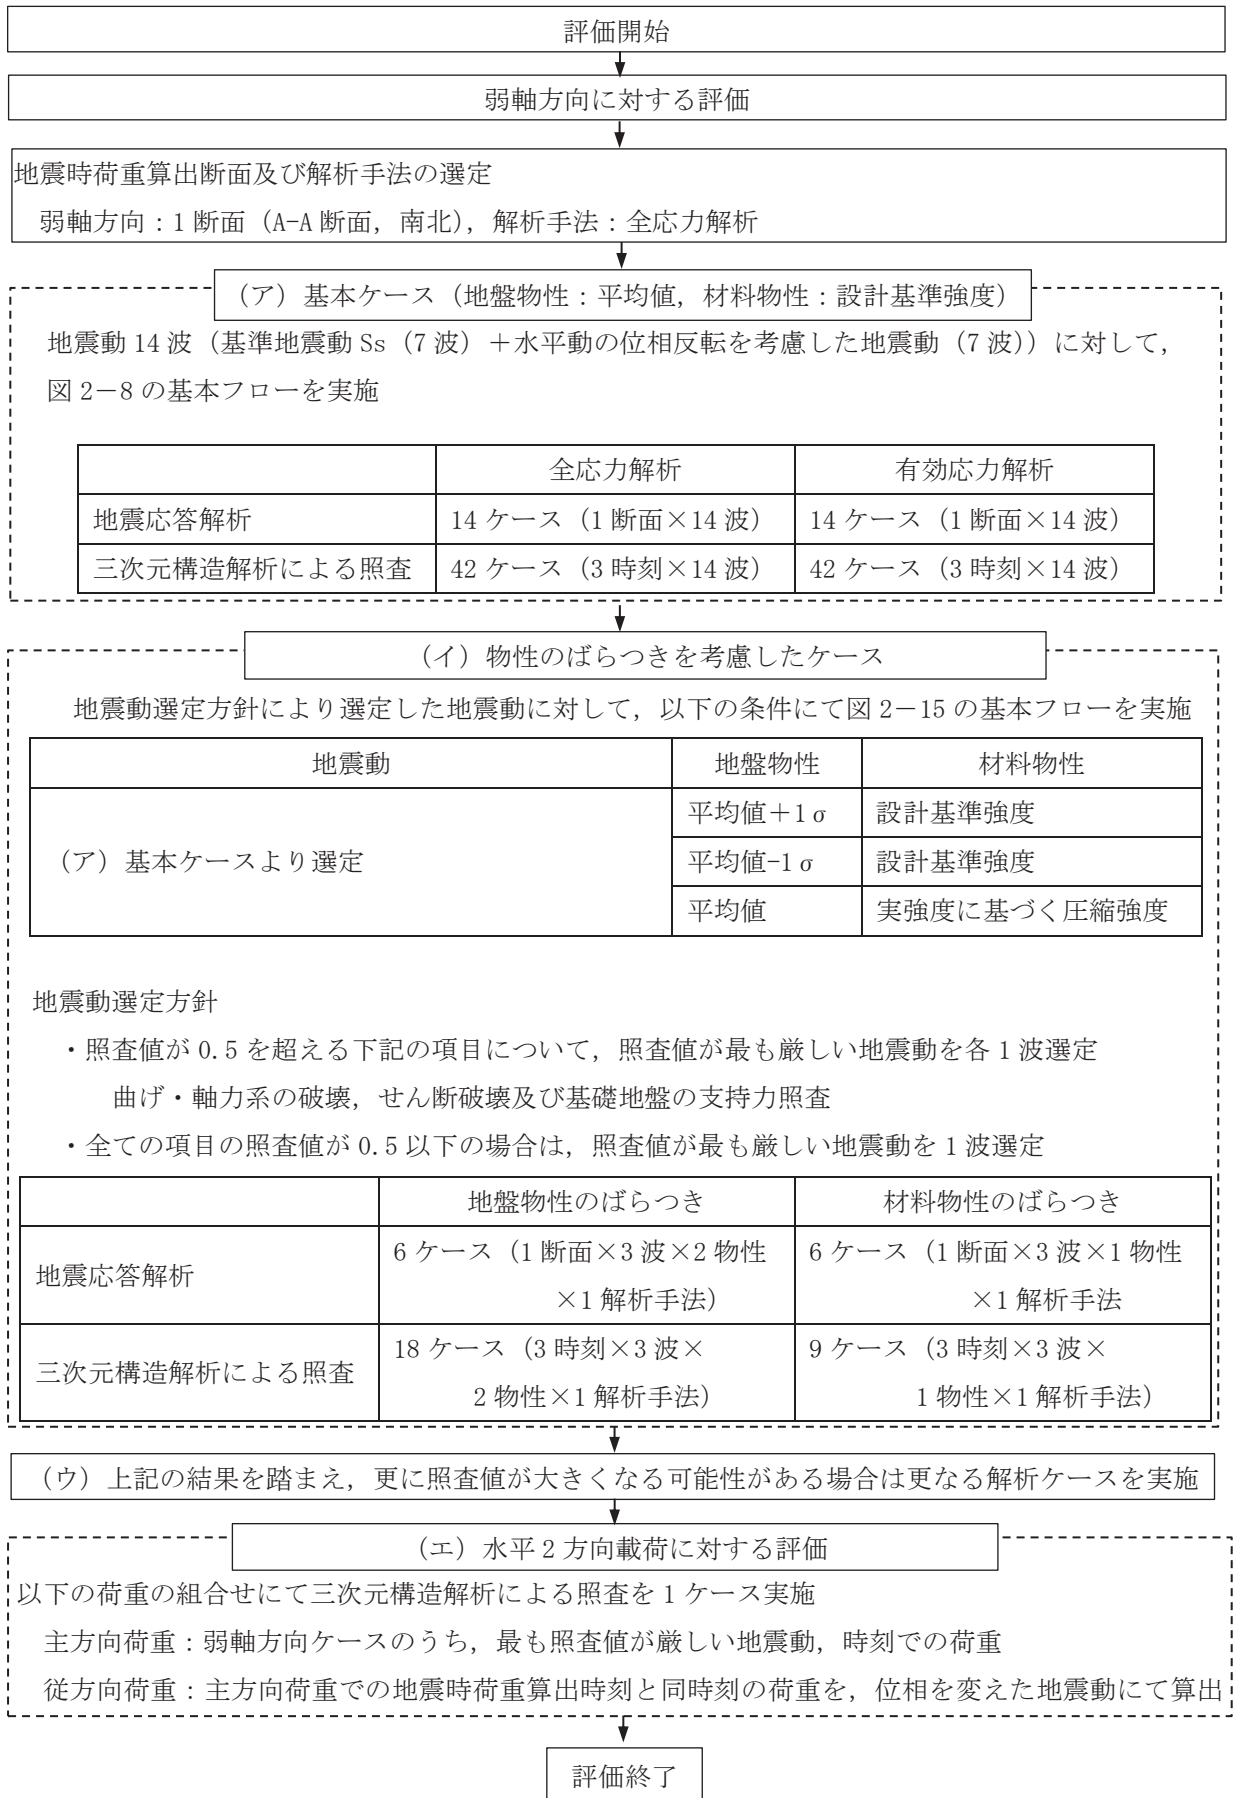 評価開始
弱軸方向に対する評価
地震時荷重算出断面及び解析手法の選定
弱軸方向：1断面（A-A断面，南北），解析手法：全応力解析
（ア）基本ケース（地盤物性：平均値，材料物性：設計基準強度）
地震動14波（基準地震動Ss（7波）＋水平動の位相反転を考慮した地震動（7波））に対して，
図2－8の基本フローを実施
全応力解析 有効応力解析
地震応答解析 14ケース（1断面×14波） 14ケース（1断面×14波）
三次元構造解析による照査 42ケース（3時刻×14波） 42ケース（3時刻×14波）
（イ）物性のばらつきを考慮したケース
地震動選定方針により選定した地震動に対して，以下の条件にて図2－15の基本フローを実施
地震動 地盤物性 材料物性
平均値＋1σ 設計基準強度
（ア）基本ケースより選定 平均値-1σ 設計基準強度
平均値 実強度に基づく圧縮強度
地震動選定方針
・照査値が0.5を超える下記の項目について，照査値が最も厳しい地震動を各1波選定
曲げ・軸力系の破壊，せん断破壊及び基礎地盤の支持力照査
・全ての項目の照査値が0.5以下の場合は，照査値が最も厳しい地震動を1波選定
地盤物性のばらつき 材料物性のばらつき
地震応答解析
6ケース（1断面×3波×2物性
×1解析手法）
6ケース（1断面×3波×1物性
×1解析手法
三次元構造解析による照査
18ケース（3時刻×3波×
2物性×1解析手法）
9ケース（3時刻×3波×
1物性×1解析手法）
（ウ）上記の結果を踏まえ，更に照査値が大きくなる可能性がある場合は更なる解析ケースを実施
（エ）水平2方向載荷に対する評価
以下の荷重の組合せにて三次元構造解析による照査を1ケース実施
主方向荷重：弱軸方向ケースのうち，最も照査値が厳しい地震動，時刻での荷重
従方向荷重：主方向荷重での地震時荷重算出時刻と同時刻の荷重を，位相を変えた地震動にて算出
評価終了